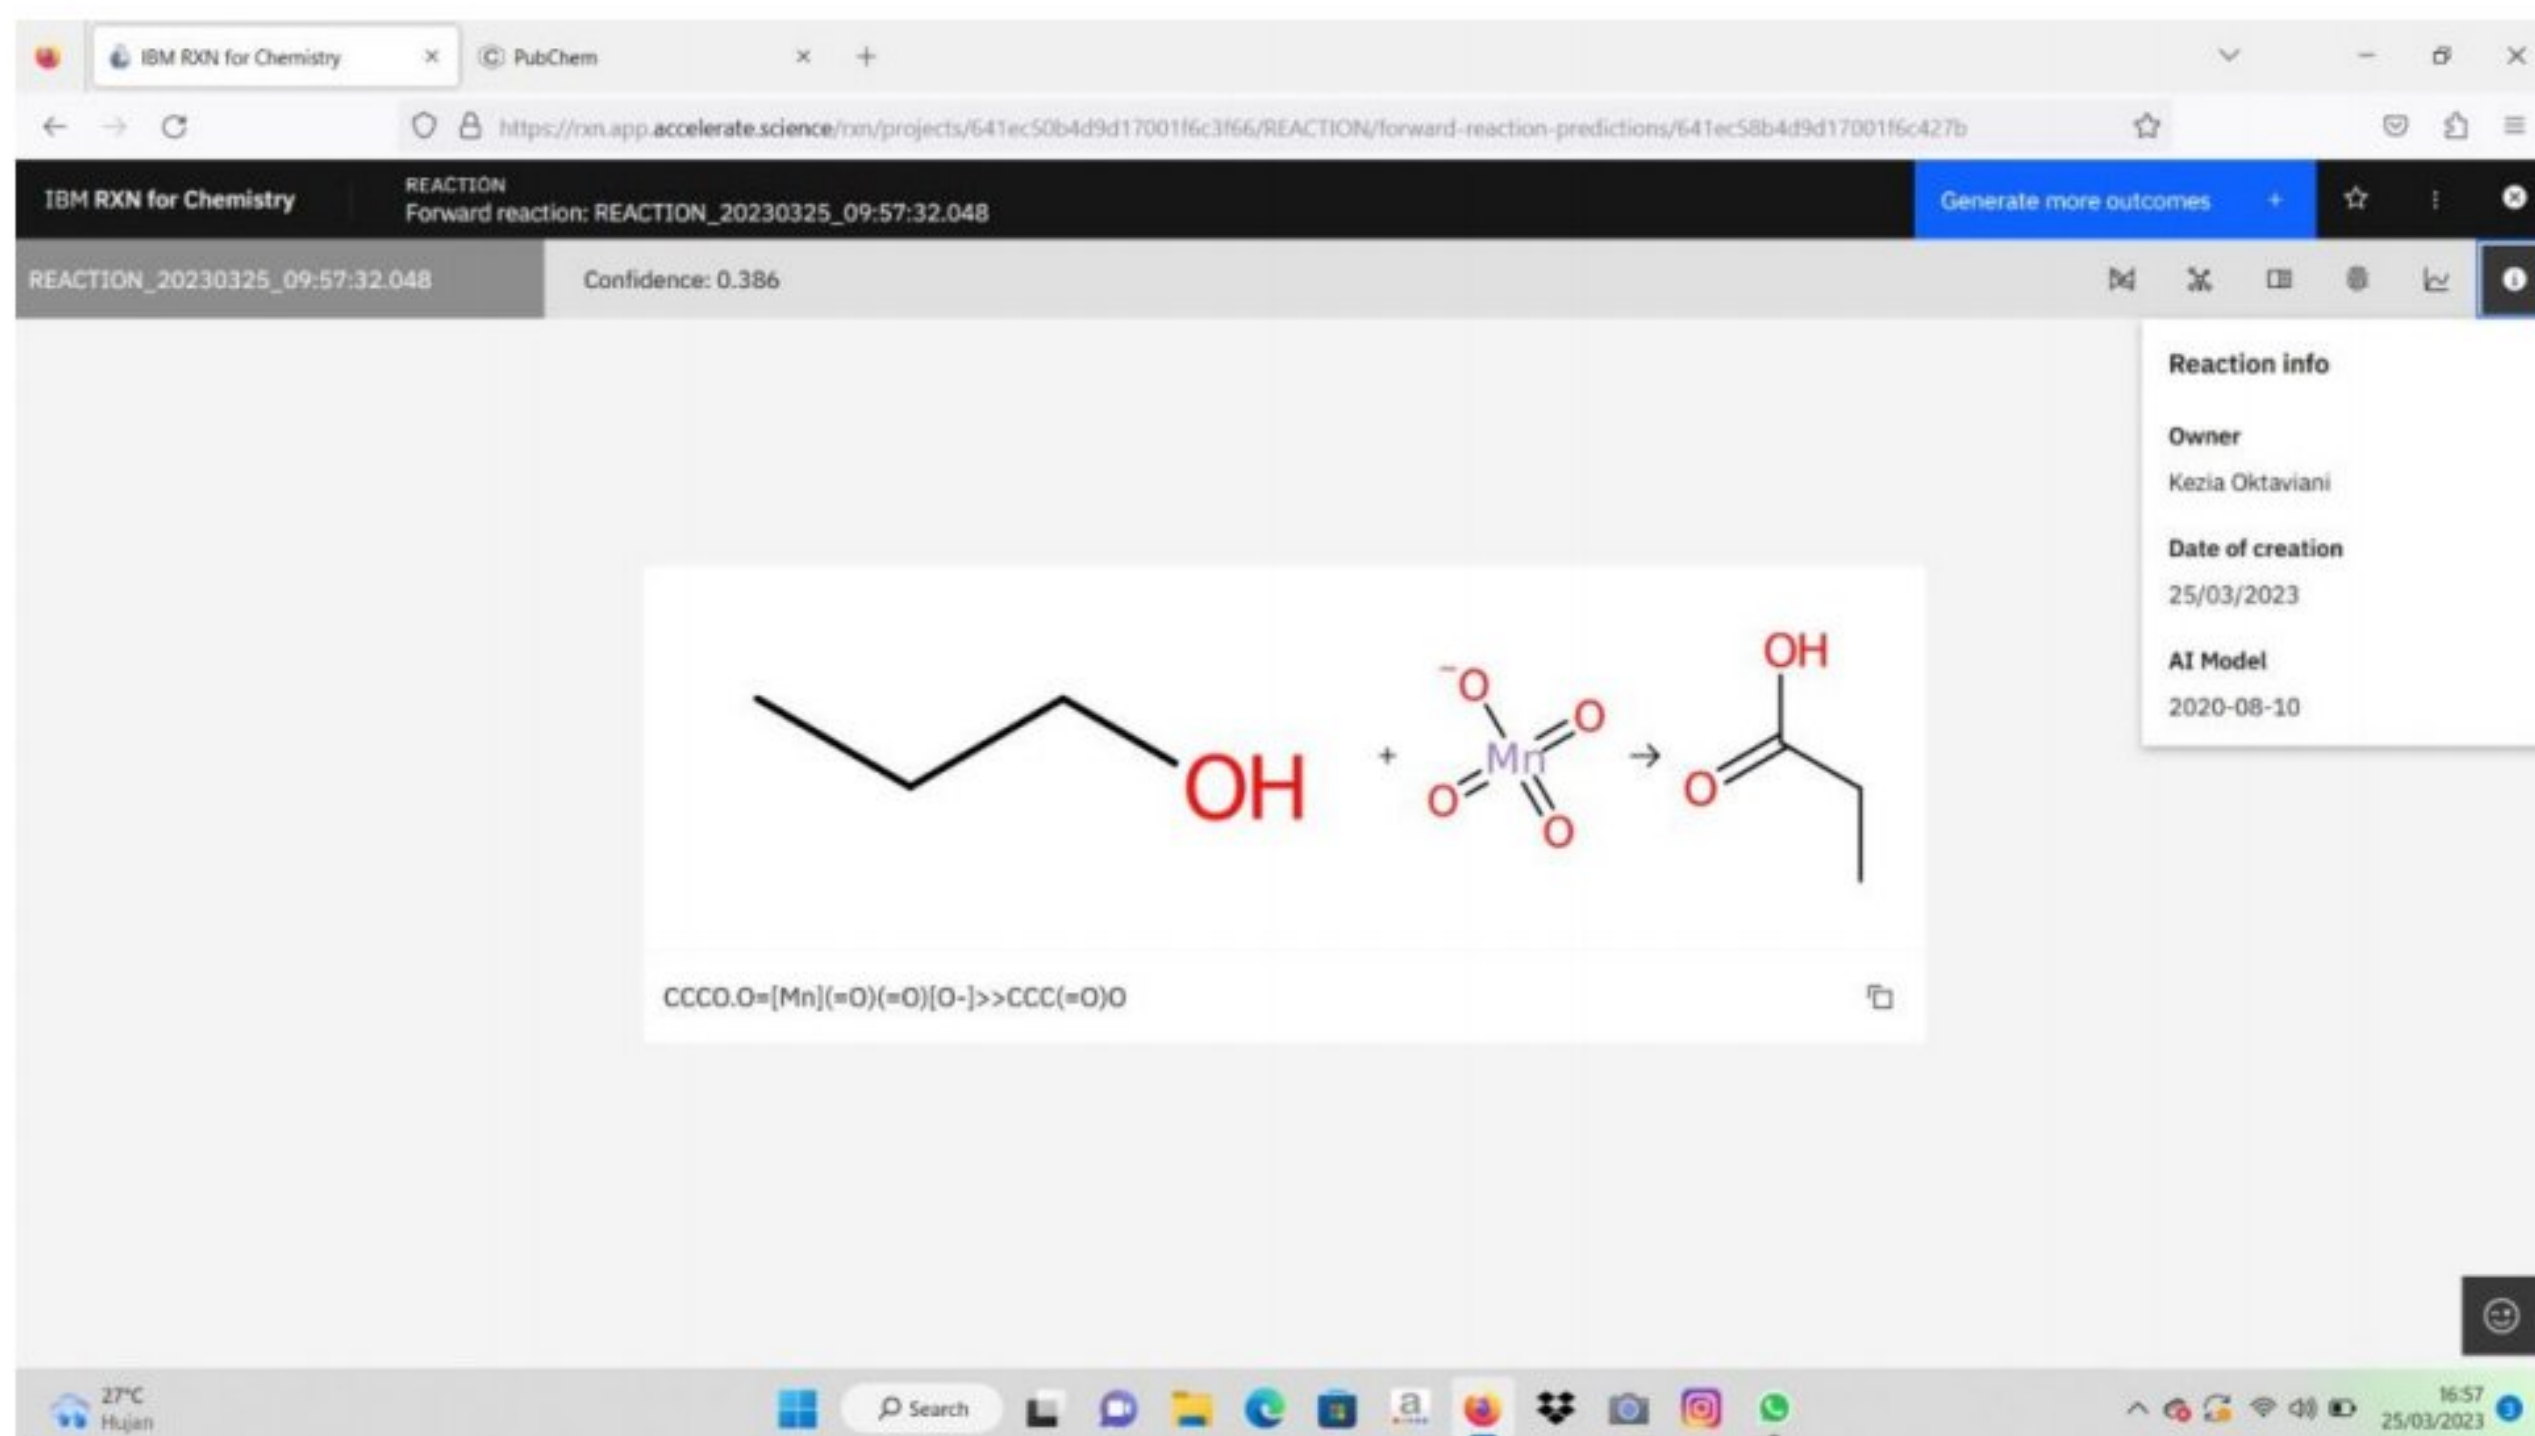 IBM RXN for Chemistry
PubChem
https://rxn.app.accelerate.science/rxn/projects/641ec50b4d9d17001f6c3f66/REACTION/forward-reaction-predictions/641ec58b4d9d17001f6c427b
IBM RXN for Chemistry
REACTION
Forward reaction: REACTION_20230325_09:57:32.048
Generate more outcomes +
REACTION_20230325_09:57:32.048
Confidence: 0.386
Reaction info
Owner
Kezia Oktaviani
Date of creation
25/03/2023
AI Model
2020-08-10
OH
+
-O
O
Mn
O
O
→
OH
O
CCCO.O=[Mn](=O)(=O)[O-]>>CCC(=O)O
27°C
Hujan
Search
a
16:57
25/03/2023
3